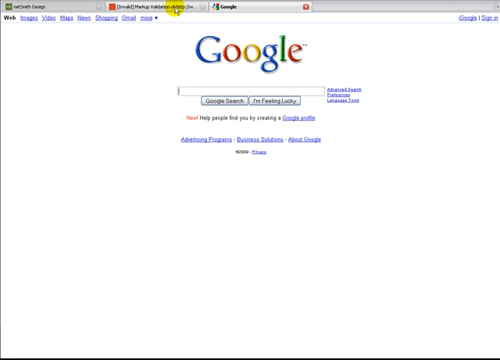 netSmith Design
[Invalid] Markup Validation of http://w...
Google
Web Images Video Maps News Shopping Gmail more ▼
iGoogle | Sign in
Google™
Advanced Search
Preferences
Language Tools
Google Search I'm Feeling Lucky
New! Help people find you by creating a Google profile
Advertising Programs - Business Solutions - About Google
©2009 - Privacy